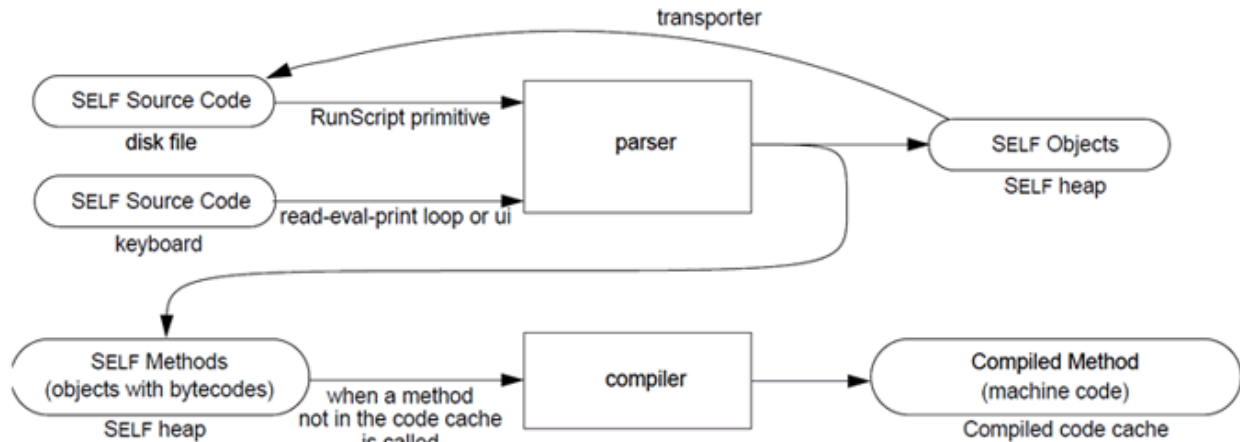 transporter
SELF Source Code
disk file
RunScript primitive
parser
SELF Objects
SELF heap
SELF Source Code
keyboard
read-eval-print loop or ui
SELF Methods
(objects with bytecodes)
SELF heap
when a method
not in the code cache
is called
compiler
Compiled Method
(machine code)
Compiled code cache